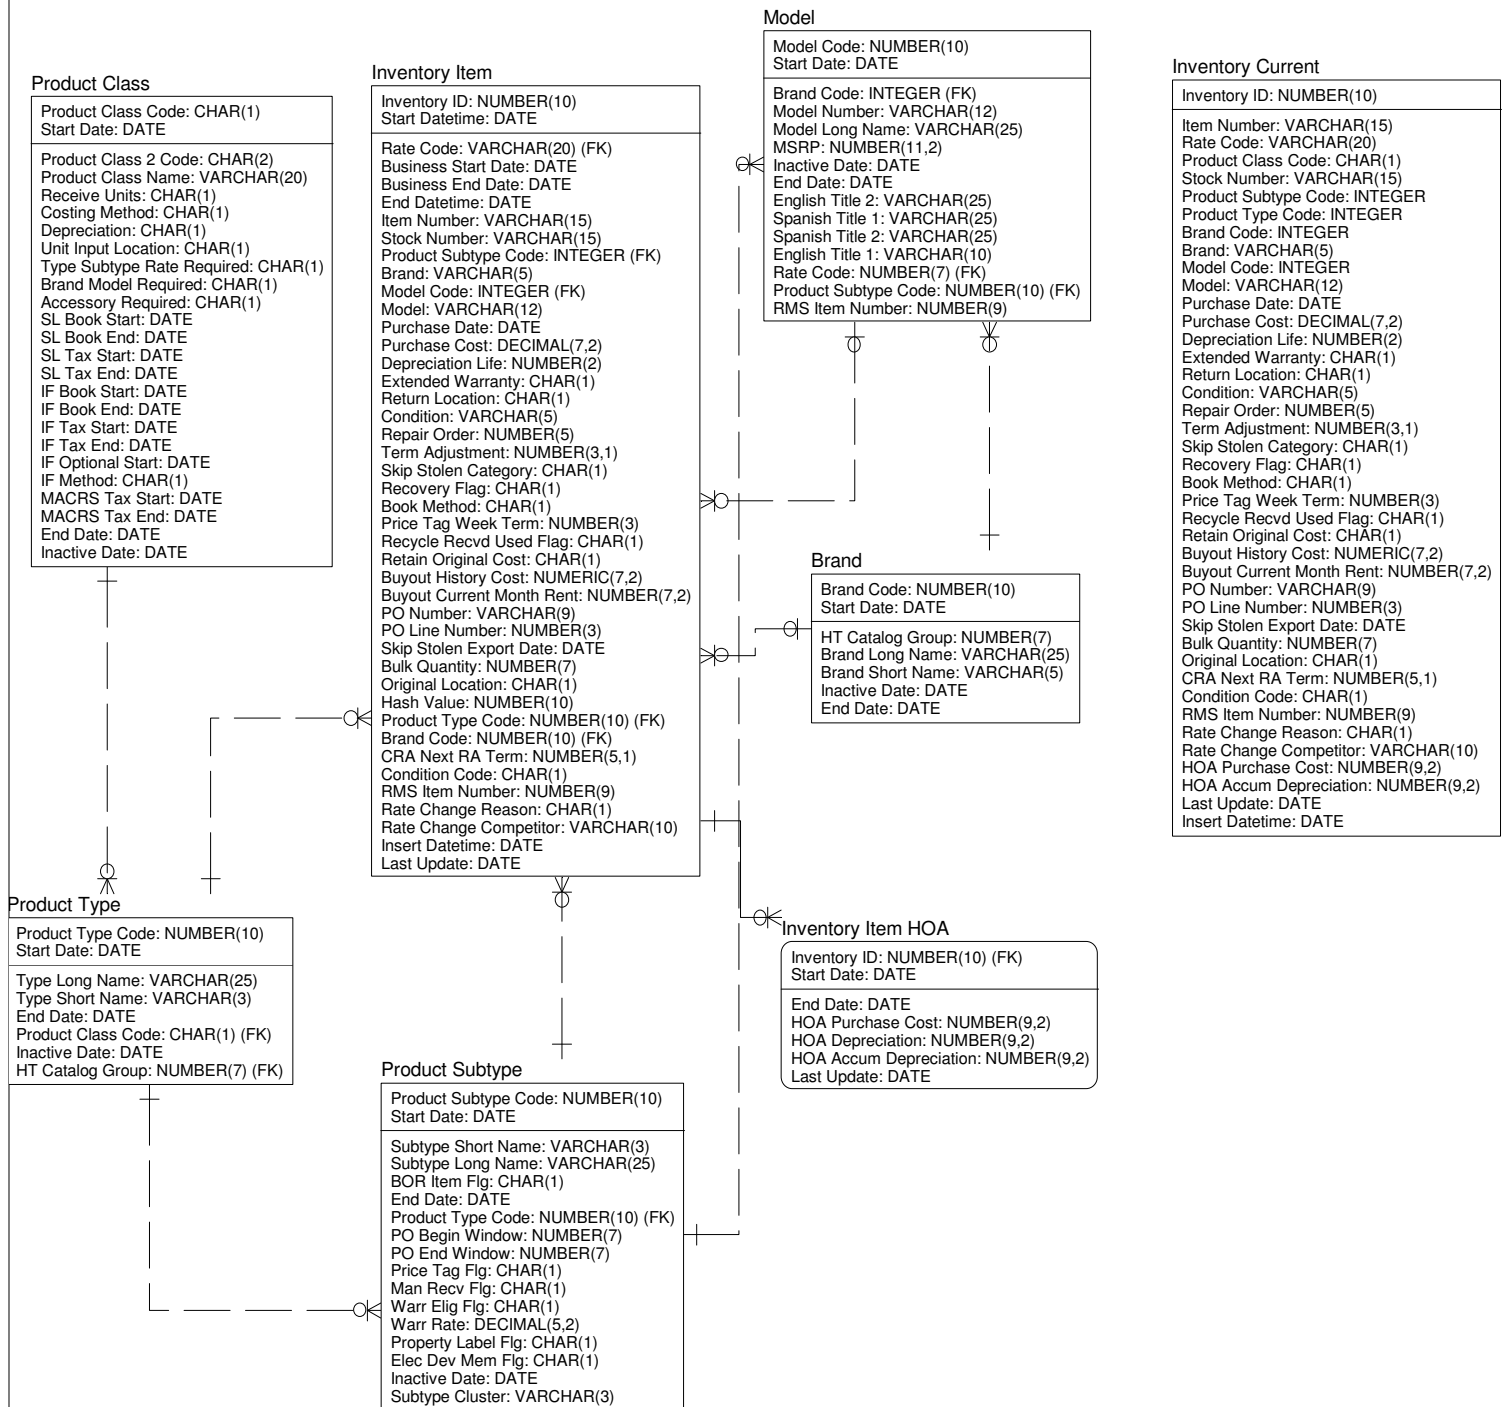 Product Class
Product Class Code: CHAR(1)
Start Date: DATE
Product Class 2 Code: CHAR(2)
Product Class Name: VARCHAR(20)
Receive Units: CHAR(1)
Costing Method: CHAR(1)
Depreciation: CHAR(1)
Unit Input Location: CHAR(1)
Type Subtype Rate Required: CHAR(1)
Brand Model Required: CHAR(1)
Accessory Required: CHAR(1)
SL Book Start: DATE
SL Book End: DATE
SL Tax Start: DATE
SL Tax End: DATE
IF Book Start: DATE
IF Book End: DATE
IF Tax Start: DATE
IF Tax End: DATE
IF Optional Start: DATE
IF Method: CHAR(1)
MACRS Tax Start: DATE
MACRS Tax End: DATE
End Date: DATE
Inactive Date: DATE
Inventory Item
Inventory ID: NUMBER(10)
Start Datetime: DATE
Rate Code: VARCHAR(20) (FK)
Business Start Date: DATE
Business End Date: DATE
End Datetime: DATE
Item Number: VARCHAR(15)
Stock Number: VARCHAR(15)
Product Subtype Code: INTEGER (FK)
Brand: VARCHAR(5)
Model Code: INTEGER (FK)
Model: VARCHAR(12)
Purchase Date: DATE
Purchase Cost: DECIMAL(7,2)
Depreciation Life: NUMBER(2)
Extended Warranty: CHAR(1)
Return Location: CHAR(1)
Condition: VARCHAR(5)
Repair Order: NUMBER(5)
Term Adjustment: NUMBER(3,1)
Skip Stolen Category: CHAR(1)
Recovery Flag: CHAR(1)
Book Method: CHAR(1)
Price Tag Week Term: NUMBER(3)
Recycle Recvd Used Flag: CHAR(1)
Retain Original Cost: CHAR(1)
Buyout History Cost: NUMERIC(7,2)
Buyout Current Month Rent: NUMBER(7,2)
PO Number: VARCHAR(9)
PO Line Number: NUMBER(3)
Skip Stolen Export Date: DATE
Bulk Quantity: NUMBER(7)
Original Location: CHAR(1)
Hash Value: NUMBER(10)
Product Type Code: NUMBER(10) (FK)
Brand Code: NUMBER(10) (FK)
CRA Next RA Term: NUMBER(5,1)
Condition Code: CHAR(1)
RMS Item Number: NUMBER(9)
Rate Change Reason: CHAR(1)
Rate Change Competitor: VARCHAR(10)
Insert Datetime: DATE
Last Update: DATE
Model
Model Code: NUMBER(10)
Start Date: DATE
Brand Code: INTEGER (FK)
Model Number: VARCHAR(12)
Model Long Name: VARCHAR(25)
MSRP: NUMBER(11,2)
Inactive Date: DATE
End Date: DATE
English Title 2: VARCHAR(25)
Spanish Title 1: VARCHAR(25)
Spanish Title 2: VARCHAR(25)
English Title 1: VARCHAR(10)
Rate Code: NUMBER(7) (FK)
Product Subtype Code: NUMBER(10) (FK)
RMS Item Number: NUMBER(9)
Inventory Current
Inventory ID: NUMBER(10)
Item Number: VARCHAR(15)
Rate Code: VARCHAR(20)
Product Class Code: CHAR(1)
Stock Number: VARCHAR(15)
Product Subtype Code: INTEGER
Product Type Code: INTEGER
Brand Code: INTEGER
Brand: VARCHAR(5)
Model Code: INTEGER
Model: VARCHAR(12)
Purchase Date: DATE
Purchase Cost: DECIMAL(7,2)
Depreciation Life: NUMBER(2)
Extended Warranty: CHAR(1)
Return Location: CHAR(1)
Condition: VARCHAR(5)
Repair Order: NUMBER(5)
Term Adjustment: NUMBER(3,1)
Skip Stolen Category: CHAR(1)
Recovery Flag: CHAR(1)
Book Method: CHAR(1)
Price Tag Week Term: NUMBER(3)
Recycle Recvd Used Flag: CHAR(1)
Retain Original Cost: CHAR(1)
Buyout History Cost: NUMERIC(7,2)
Buyout Current Month Rent: NUMBER(7,2)
PO Number: VARCHAR(9)
PO Line Number: NUMBER(3)
Skip Stolen Export Date: DATE
Bulk Quantity: NUMBER(7)
Original Location: CHAR(1)
CRA Next RA Term: NUMBER(5,1)
Condition Code: CHAR(1)
RMS Item Number: NUMBER(9)
Rate Change Reason: CHAR(1)
Rate Change Competitor: VARCHAR(10)
HOA Purchase Cost: NUMBER(9,2)
HOA Accum Depreciation: NUMBER(9,2)
Last Update: DATE
Insert Datetime: DATE
Brand
Brand Code: NUMBER(10)
Start Date: DATE
HT Catalog Group: NUMBER(7)
Brand Long Name: VARCHAR(25)
Brand Short Name: VARCHAR(5)
Inactive Date: DATE
End Date: DATE
Product Type
Product Type Code: NUMBER(10)
Start Date: DATE
Type Long Name: VARCHAR(25)
Type Short Name: VARCHAR(3)
End Date: DATE
Product Class Code: CHAR(1) (FK)
Inactive Date: DATE
HT Catalog Group: NUMBER(7) (FK)
Inventory Item HOA
Inventory ID: NUMBER(10) (FK)
Start Date: DATE
End Date: DATE
HOA Purchase Cost: NUMBER(9,2)
HOA Depreciation: NUMBER(9,2)
HOA Accum Depreciation: NUMBER(9,2)
Last Update: DATE
Product Subtype
Product Subtype Code: NUMBER(10)
Start Date: DATE
Subtype Short Name: VARCHAR(3)
Subtype Long Name: VARCHAR(25)
BOR Item Flg: CHAR(1)
End Date: DATE
Product Type Code: NUMBER(10) (FK)
PO Begin Window: NUMBER(7)
PO End Window: NUMBER(7)
Price Tag Flg: CHAR(1)
Man Recv Flg: CHAR(1)
Warr Elig Flg: CHAR(1)
Warr Rate: DECIMAL(5,2)
Property Label Flg: CHAR(1)
Elec Dev Mem Flg: CHAR(1)
Inactive Date: DATE
Subtype Cluster: VARCHAR(3)